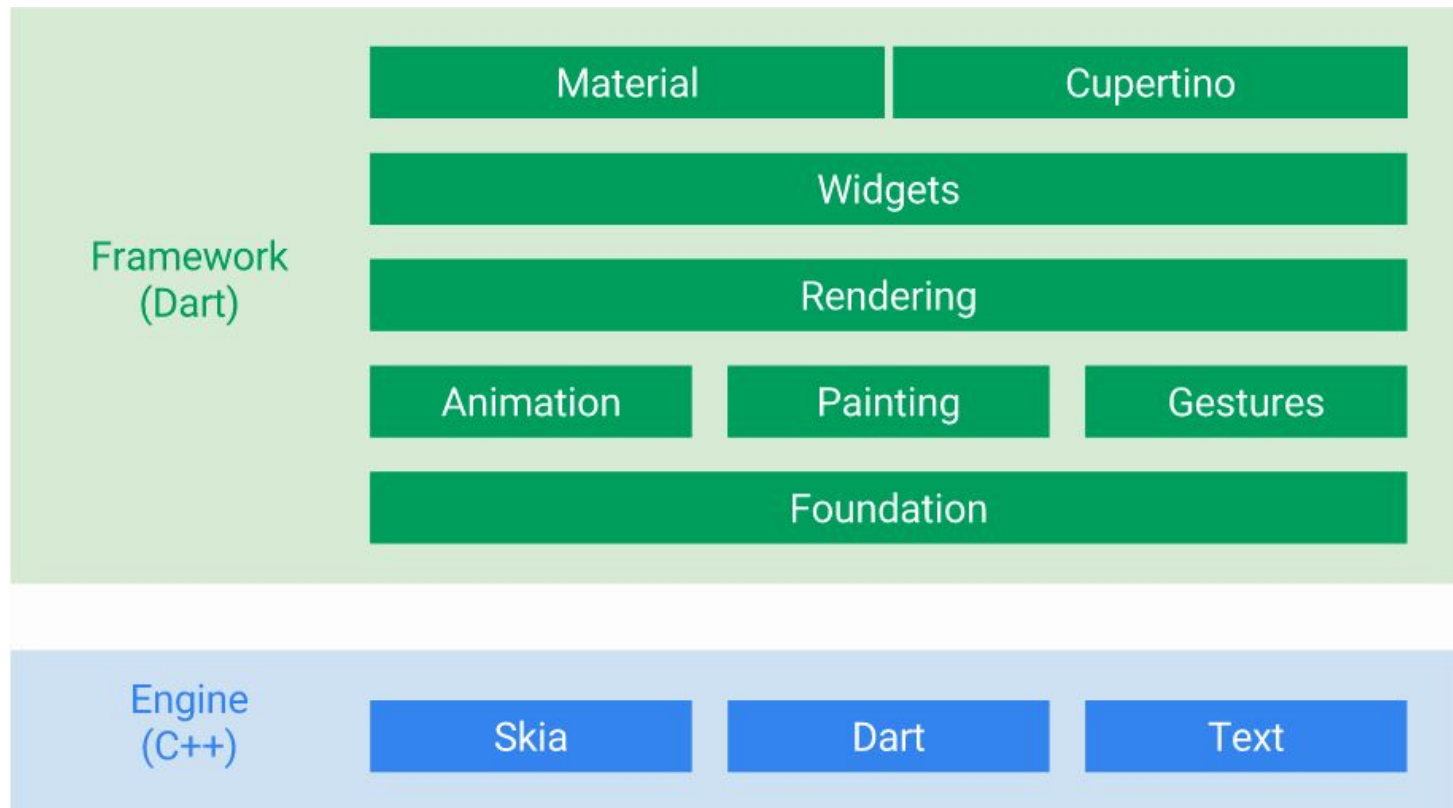 Material
Cupertino
Widgets
Framework
(Dart)
Rendering
Animation
Painting
Gestures
Foundation
Engine
(C++)
Skia
Dart
Text